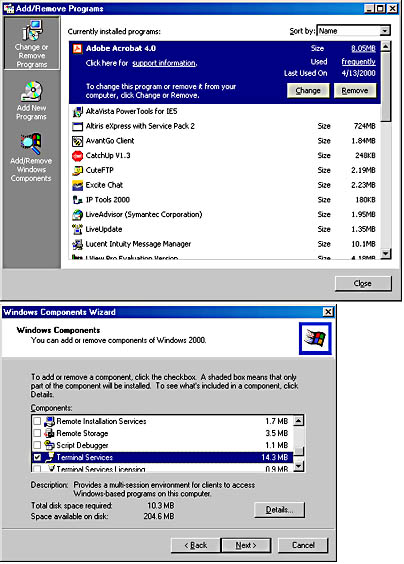 Add/Remove Programs
Change or Remove Programs
Add New Programs
Add/Remove Windows Components
Currently installed programs:
Sort by: Name
Adobe Acrobat 4.0 Size 8.05MB
Click here for support information. Used frequently
Last Used On 4/13/2000
To change this program or remove it from your computer, click Change or Remove.
Change Remove
AltaVista PowerTools for IE5
Altiris eXpress with Service Pack 2 Size 724MB
AvantGo Client Size 1.84MB
CatchUp V1.3 Size 248KB
CuteFTP Size 2.19MB
Excite Chat Size 2.23MB
IP Tools 2000 Size 180KB
LiveAdvisor (Symantec Corporation) Size 1.95MB
LiveUpdate Size 1.35MB
Lucent Intuity Message Manager Size 10.1MB
LView Pro Evaluation Version Size 4.18MB
Close
Windows Components Wizard
Windows Components
You can add or remove components of Windows 2000.
To add or remove a component, click the checkbox. A shaded box means that only
part of the component will be installed. To see what's included in a component, click
Details.
Components:
Remote Installation Services 1.7 MB
Remote Storage 3.5 MB
Script Debugger 1.1 MB
Terminal Services 14.3 MB
Terminal Services Licensing 0.9 MB
Description: Provides a multi-session environment for clients to access
Windows-based programs on this computer.
Total disk space required: 10.3 MB
Space available on disk: 204.6 MB
Details...
< Back Next > Cancel